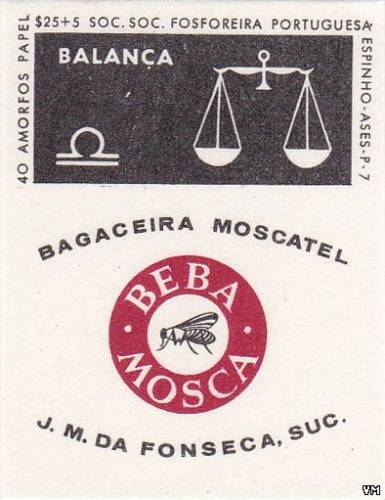 40 AMORFOS PAPEL
$25+5 SOC. SOC. FOSFOREIRA PORTUGUESA
ESPINHO-ASES-P-7
BALANÇA
BAGACEIRA MOSCATEL
BEBA
MOSCA
J. M. DA FONSECA, SUC.
YM